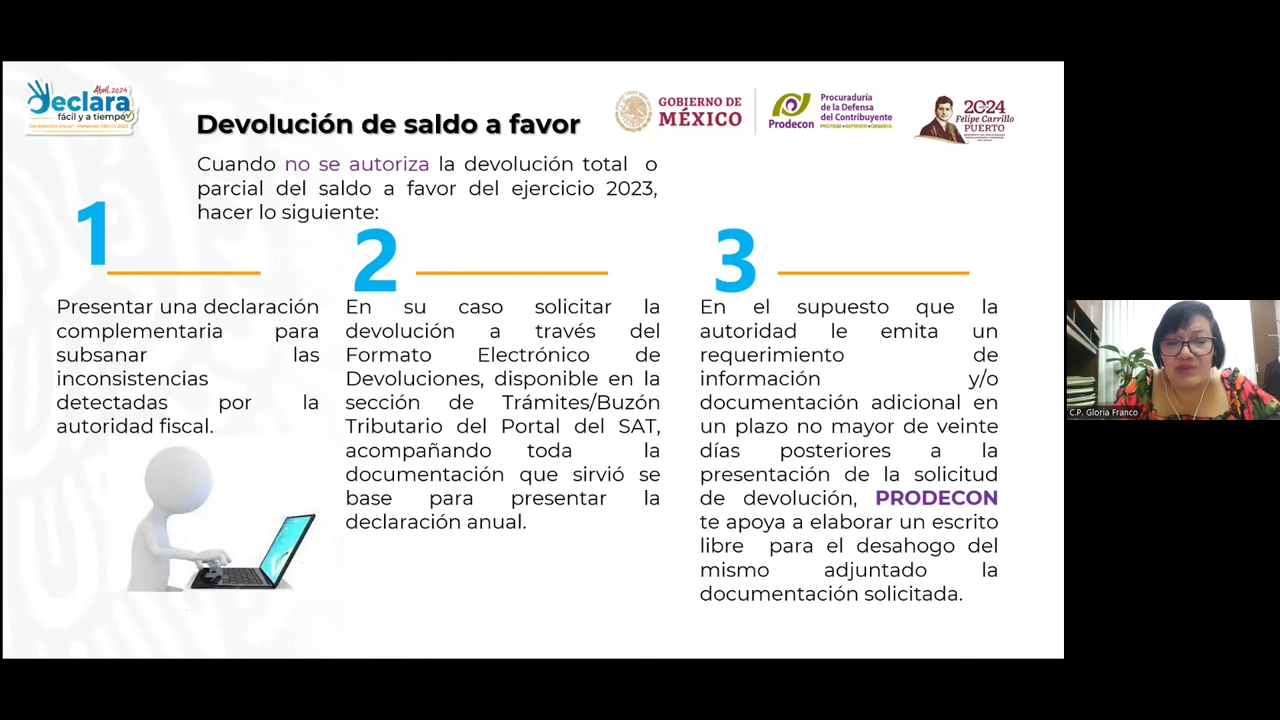 Abril 2024
Declara
fácil y a tiempo
Devolución de saldo a favor
GOBIERNO DE
MÉXICO
Prodecon
Procuraduría
de la Defensa
del Contribuyente
PROTEGE•DEFIENDE•OBSERVA
2024
Felipe Carrillo
PUERTO
Cuando no se autoriza la devolución total o
parcial del saldo a favor del ejercicio 2023,
hacer lo siguiente:
1
Presentar una declaración
complementaria para
subsanar las
inconsistencias
detectadas por la
autoridad fiscal.
2
En su caso solicitar la
devolución a través del
Formato Electrónico de
Devoluciones, disponible en la
sección de Trámites/Buzón
Tributario del Portal del SAT,
acompañando toda la
documentación que sirvió se
base para presentar la
declaración anual.
3
En el supuesto que la
autoridad le emita un
requerimiento de
información y/o
documentación adicional en
un plazo no mayor de veinte
días posteriores a la
presentación de la solicitud
de devolución, PRODECON
te apoya a elaborar un escrito
libre para el desahogo del
mismo adjuntado la
documentación solicitada.
C.P. Gloria Franco